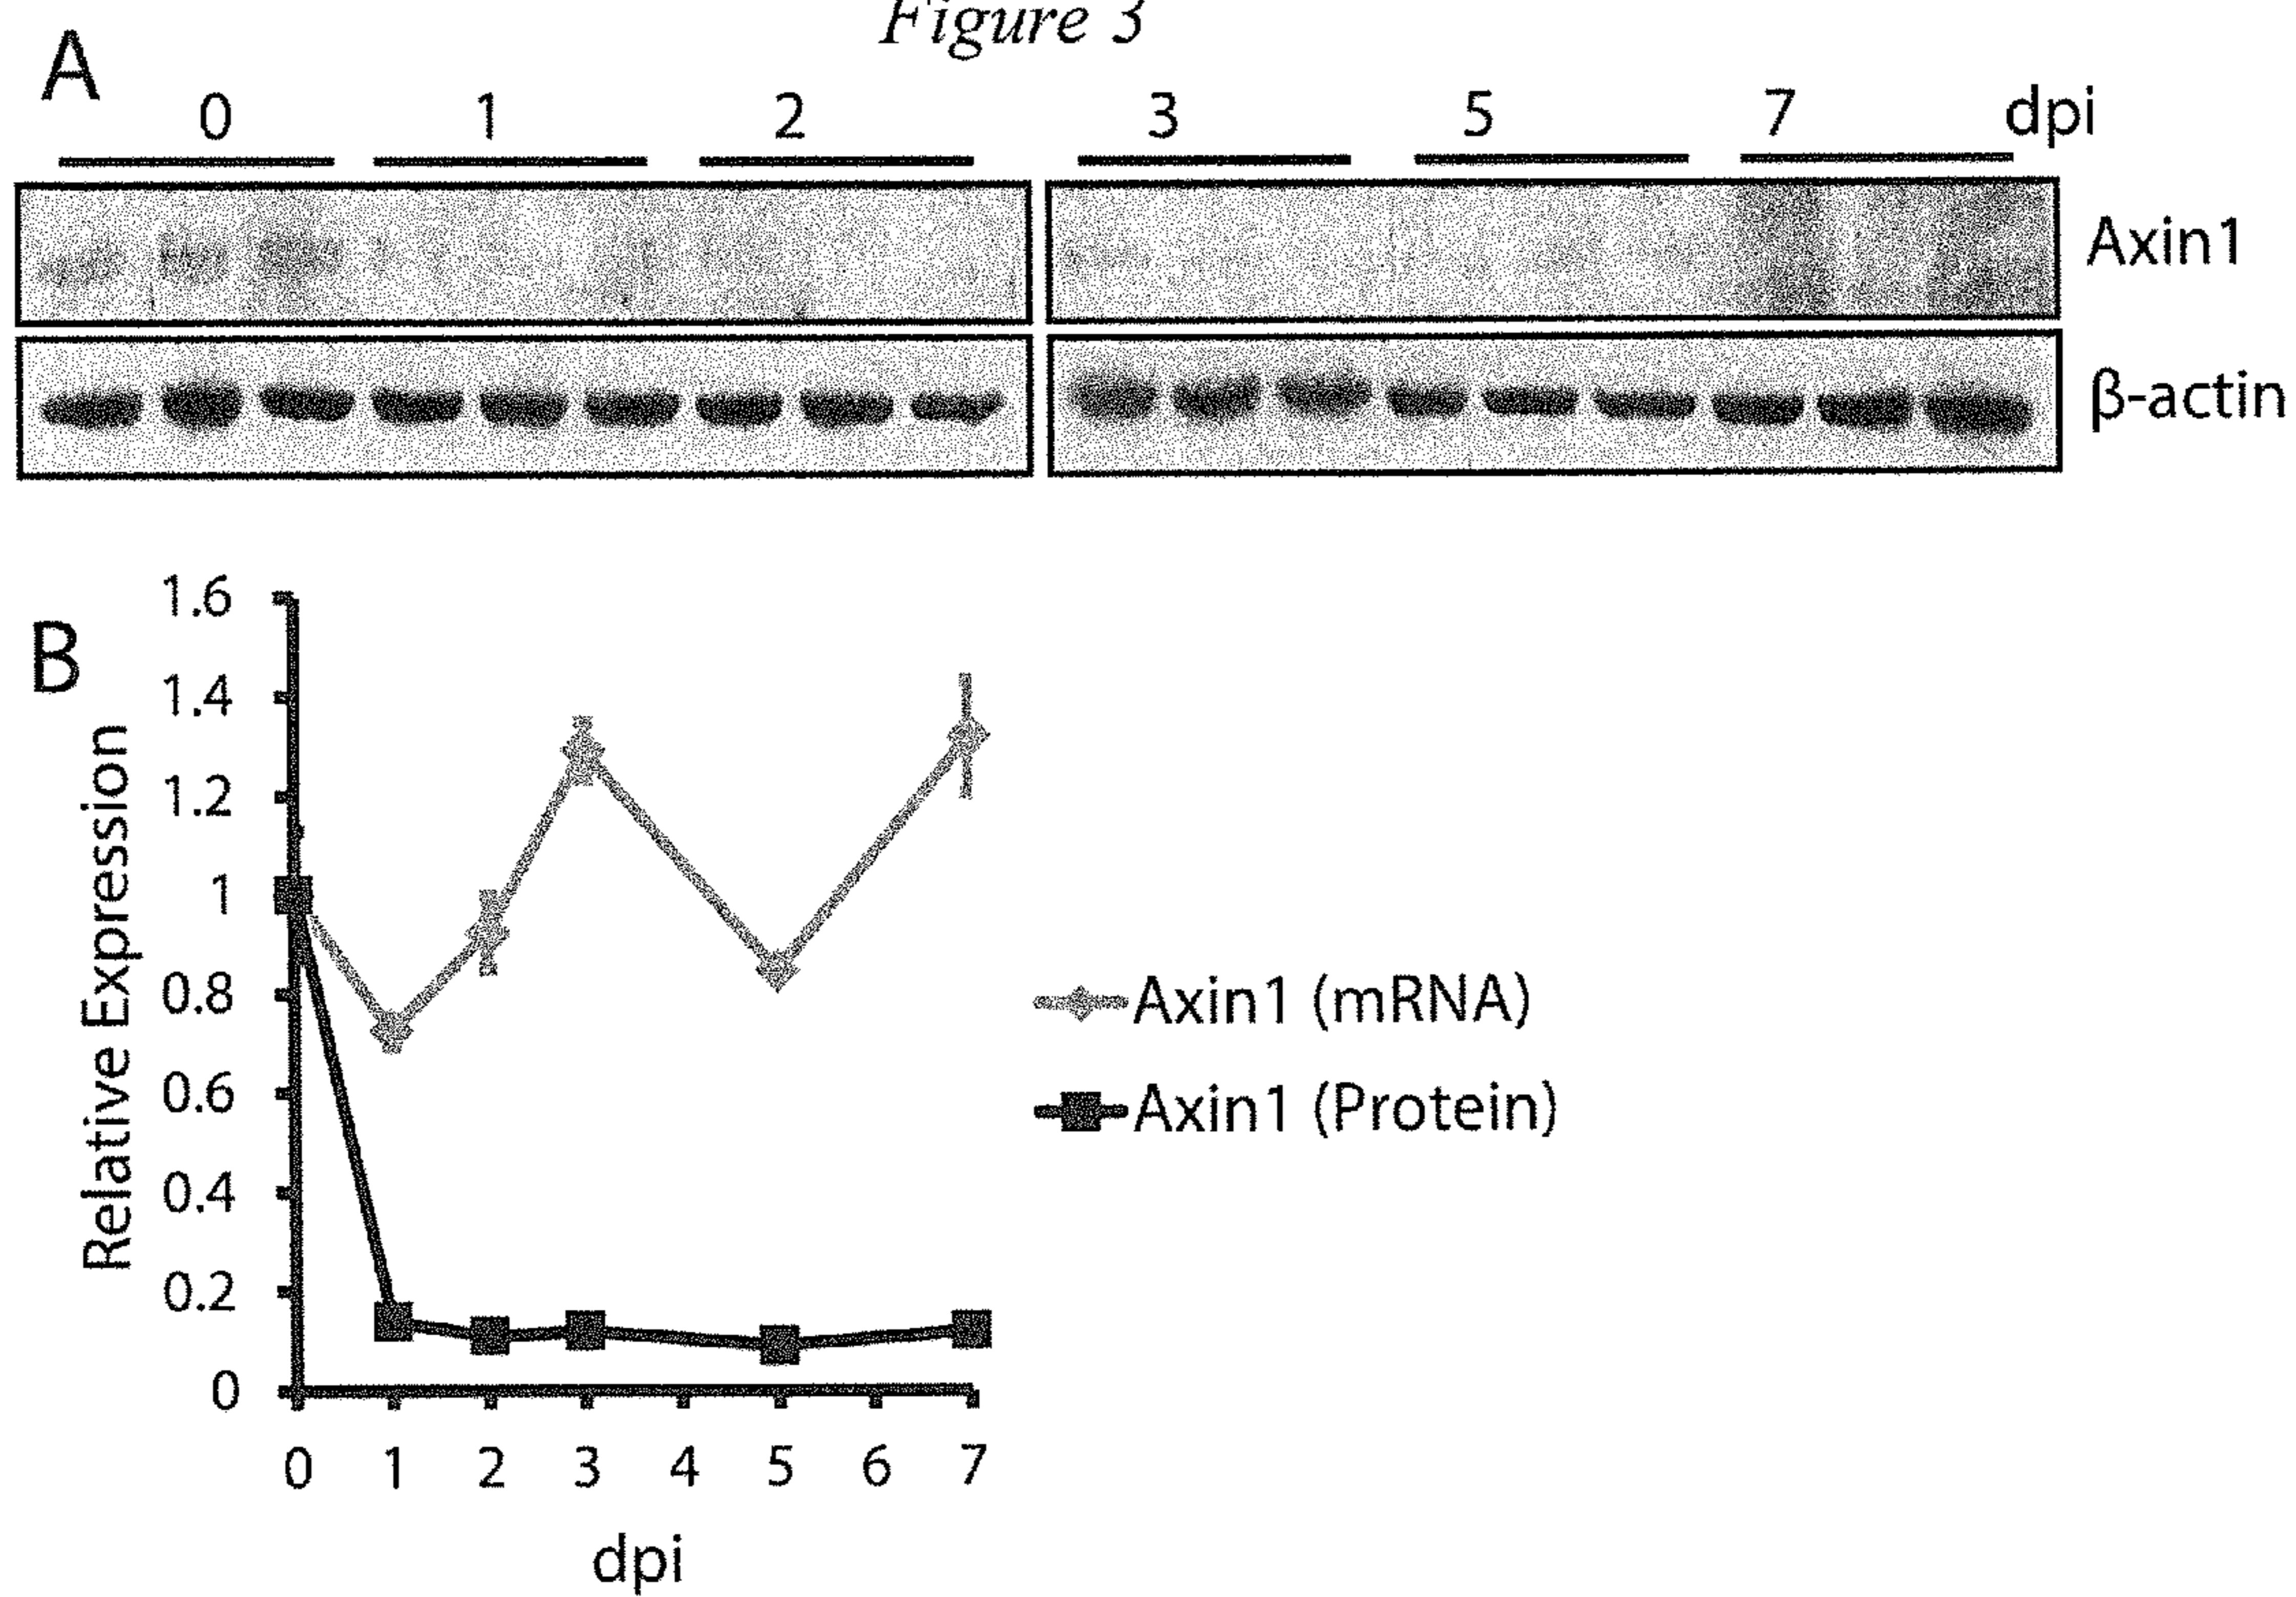 Figure 3
A
0 1 2 3 5 7 dpi
Axin1
β-actin
B
1.6
1.4
1.2
1
0.8
0.6
0.4
0.2
0
Relative Expression
0 1 2 3 4 5 6 7
dpi
Axin1 (mRNA)
Axin1 (Protein)